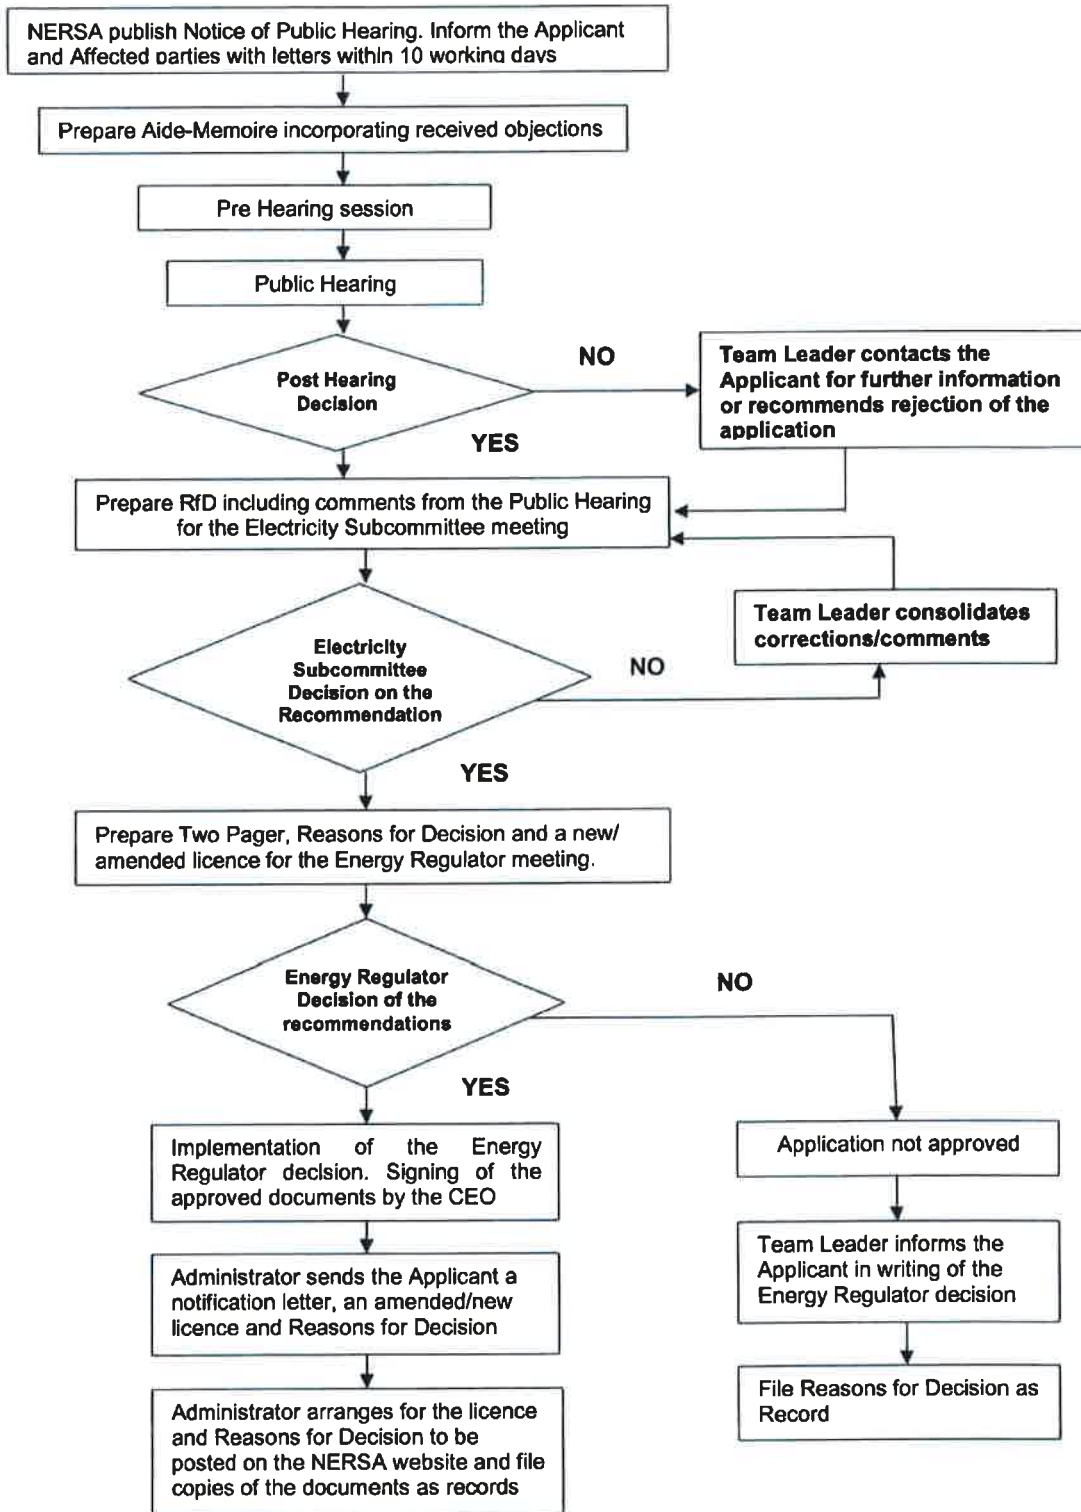 NERSA publish Notice of Public Hearing. Inform the Applicant
and Affected parties with letters within 10 working days
Prepare Aide-Memoire incorporating received objections
Pre Hearing session
Public Hearing
Post Hearing
Decision
NO
Team Leader contacts the
Applicant for further information
or recommends rejection of the
application
YES
Prepare RfD including comments from the Public Hearing
for the Electricity Subcommittee meeting
Team Leader consolidates
corrections/comments
Electricity
Subcommittee
Decision on the
Recommendation
NO
YES
Prepare Two Pager, Reasons for Decision and a new/
amended licence for the Energy Regulator meeting.
Energy Regulator
Decision of the
recommendations
NO
YES
Implementation of the Energy
Regulator decision. Signing of the
approved documents by the CEO
Application not approved
Administrator sends the Applicant a
notification letter, an amended/new
licence and Reasons for Decision
Team Leader informs the
Applicant in writing of the
Energy Regulator decision
Administrator arranges for the licence
and Reasons for Decision to be
posted on the NERSA website and file
copies of the documents as records
File Reasons for Decision as
Record